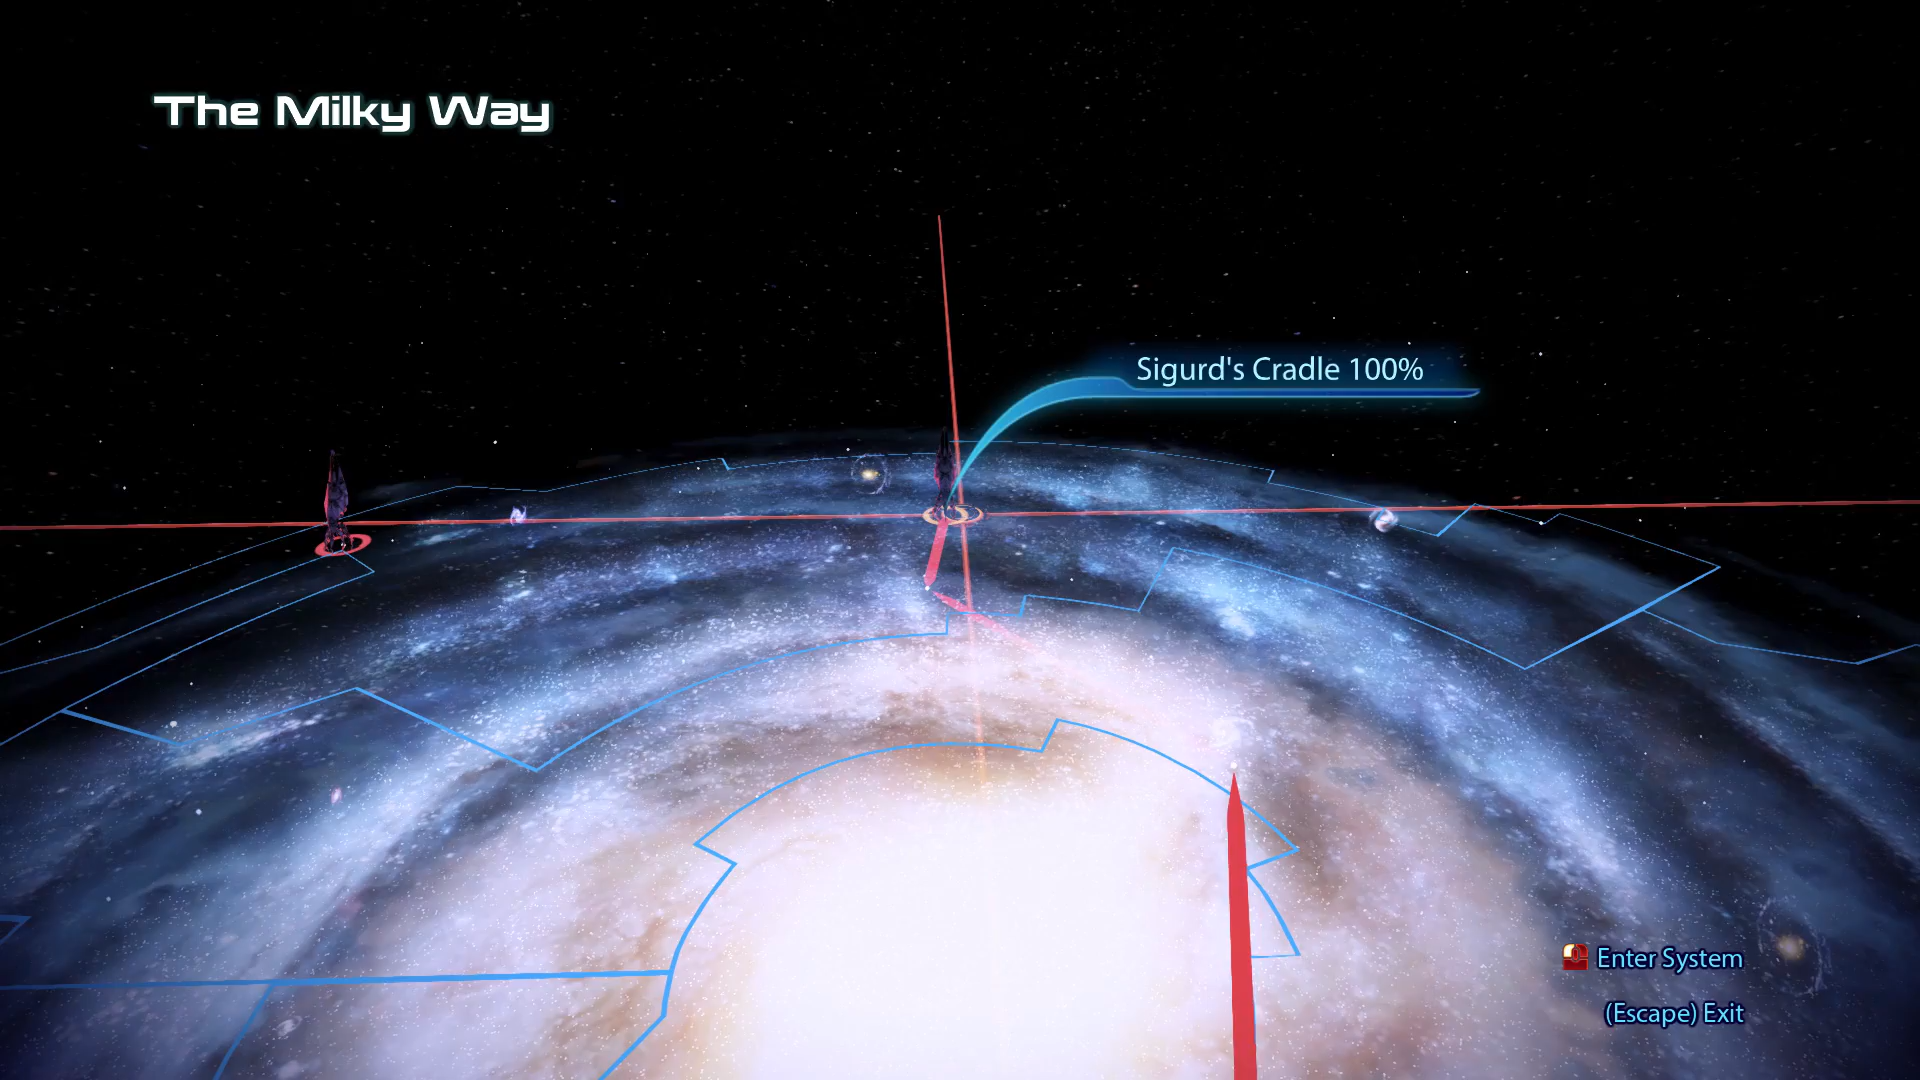 The Milky Way
Sigurd's Cradle 100%
Enter System
(Escape) Exit